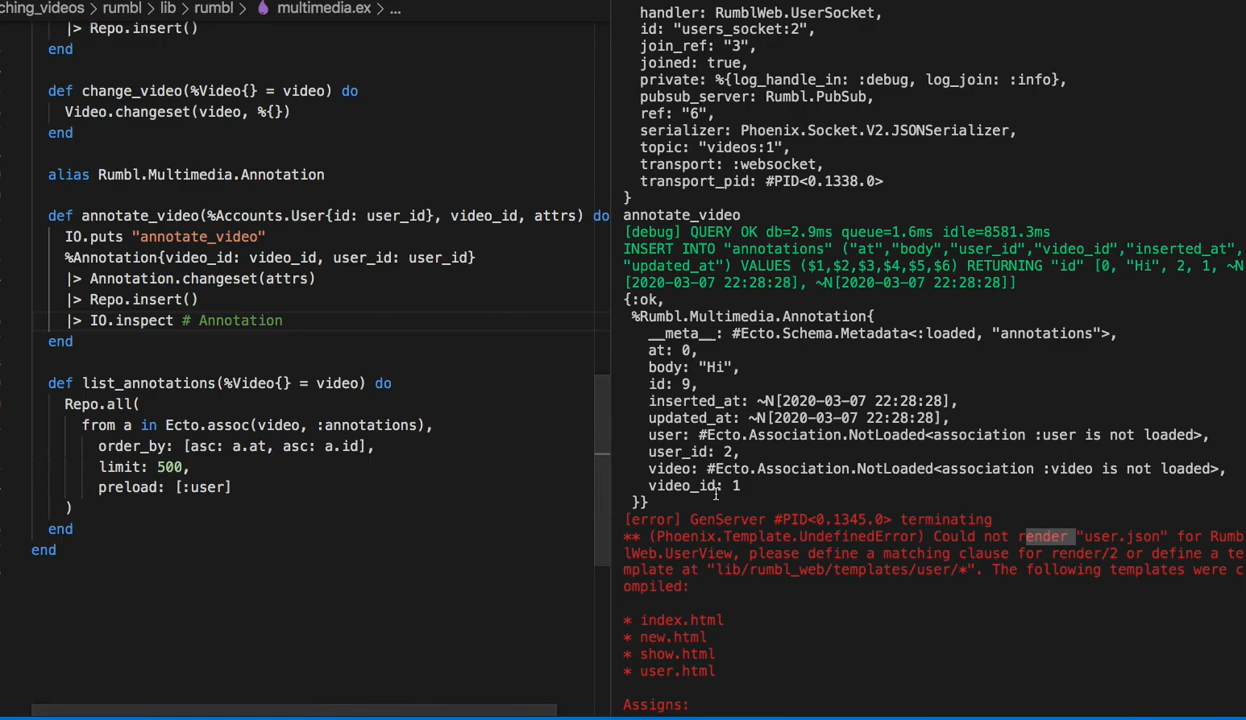 ching_videos > rumbl > lib > rumbl > multimedia.ex > ...
|> Repo.insert()
end
def change_video(%Video{} = video) do
Video.changeset(video, %{})
end
alias Rumbl.Multimedia.Annotation
def annotate_video(%Accounts.User{id: user_id}, video_id, attrs) do
IO.puts "annotate_video"
%Annotation{video_id: video_id, user_id: user_id}
|> Annotation.changeset(attrs)
|> Repo.insert()
|> IO.inspect # Annotation
end
def list_annotations(%Video{} = video) do
Repo.all(
from a in Ecto.assoc(video, :annotations),
order_by: [asc: a.at, asc: a.id],
limit: 500,
preload: [:user]
)
end
end
handler: RumblWeb.UserSocket,
id: "users_socket:2",
join_ref: "3",
joined: true,
private: %{log_handle_in: :debug, log_join: :info},
pubsub_server: Rumbl.PubSub,
ref: "6",
serializer: Phoenix.Socket.V2.JSONSerializer,
topic: "videos:1",
transport: :websocket,
transport_pid: #PID<0.1338.0>
}
annotate_video
[debug] QUERY OK db=2.9ms queue=1.6ms idle=8581.3ms
INSERT INTO "annotations" ("at","body","user_id","video_id","inserted_at",
"updated_at") VALUES ($1,$2,$3,$4,$5,$6) RETURNING "id" [0, "Hi", 2, 1, ~N
[2020-03-07 22:28:28], ~N[2020-03-07 22:28:28]]
{:ok,
%Rumbl.Multimedia.Annotation{
__meta__: #Ecto.Schema.Metadata<:loaded, "annotations">,
at: 0,
body: "Hi",
id: 9,
inserted_at: ~N[2020-03-07 22:28:28],
updated_at: ~N[2020-03-07 22:28:28],
user: #Ecto.Association.NotLoaded<association :user is not loaded>,
user_id: 2,
video: #Ecto.Association.NotLoaded<association :video is not loaded>,
video_id: 1
}}
[error] GenServer #PID<0.1345.0> terminating
** (Phoenix.Template.UndefinedError) Could not render "user.json" for Rumb
lWeb.UserView, please define a matching clause for render/2 or define a te
mplate at "lib/rumbl_web/templates/user/*". The following templates were c
ompiled:
* index.html
* new.html
* show.html
* user.html
Assigns: